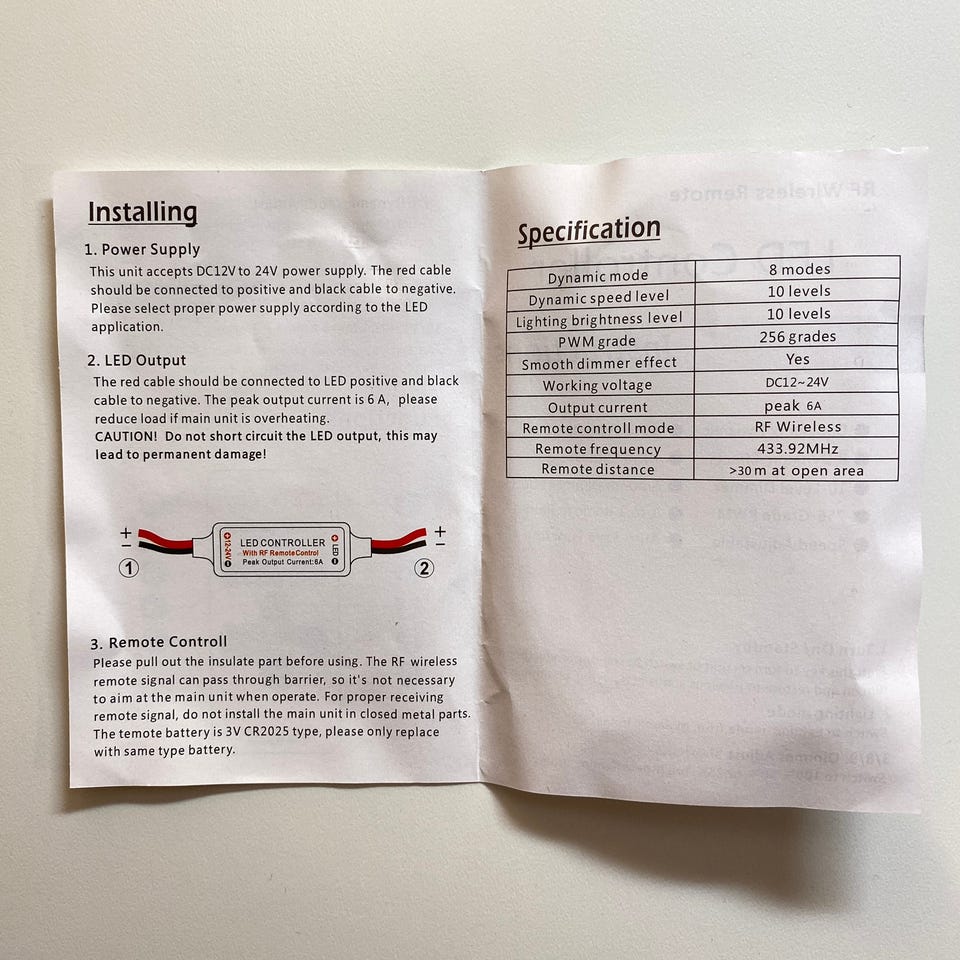 Installing
1. Power Supply
This unit accepts DC12V to 24V power supply. The red cable
should be connected to positive and black cable to negative.
Please select proper power supply according to the LED
application.
2. LED Output
The red cable should be connected to LED positive and black
cable to negative. The peak output current is 6 A, please
reduce load if main unit is overheating.
CAUTION! Do not short circuit the LED output, this may
lead to permanent damage!
+
−
1
12-24V
LED CONTROLLER
With RF Remote Control
Peak Output Current:6A
LED
+
−
2
3. Remote Controll
Please pull out the insulate part before using. The RF wireless
remote signal can pass through barrier, so it's not necessary
to aim at the main unit when operate. For proper receiving
remote signal, do not install the main unit in closed metal parts.
The temote battery is 3V CR2025 type, please only replace
with same type battery.
Specification
Dynamic mode 8 modes
Dynamic speed level 10 levels
Lighting brightness level 10 levels
PWM grade 256 grades
Smooth dimmer effect Yes
Working voltage DC12~24V
Output current peak 6A
Remote controll mode RF Wireless
Remote frequency 433.92MHz
Remote distance >30m at open area